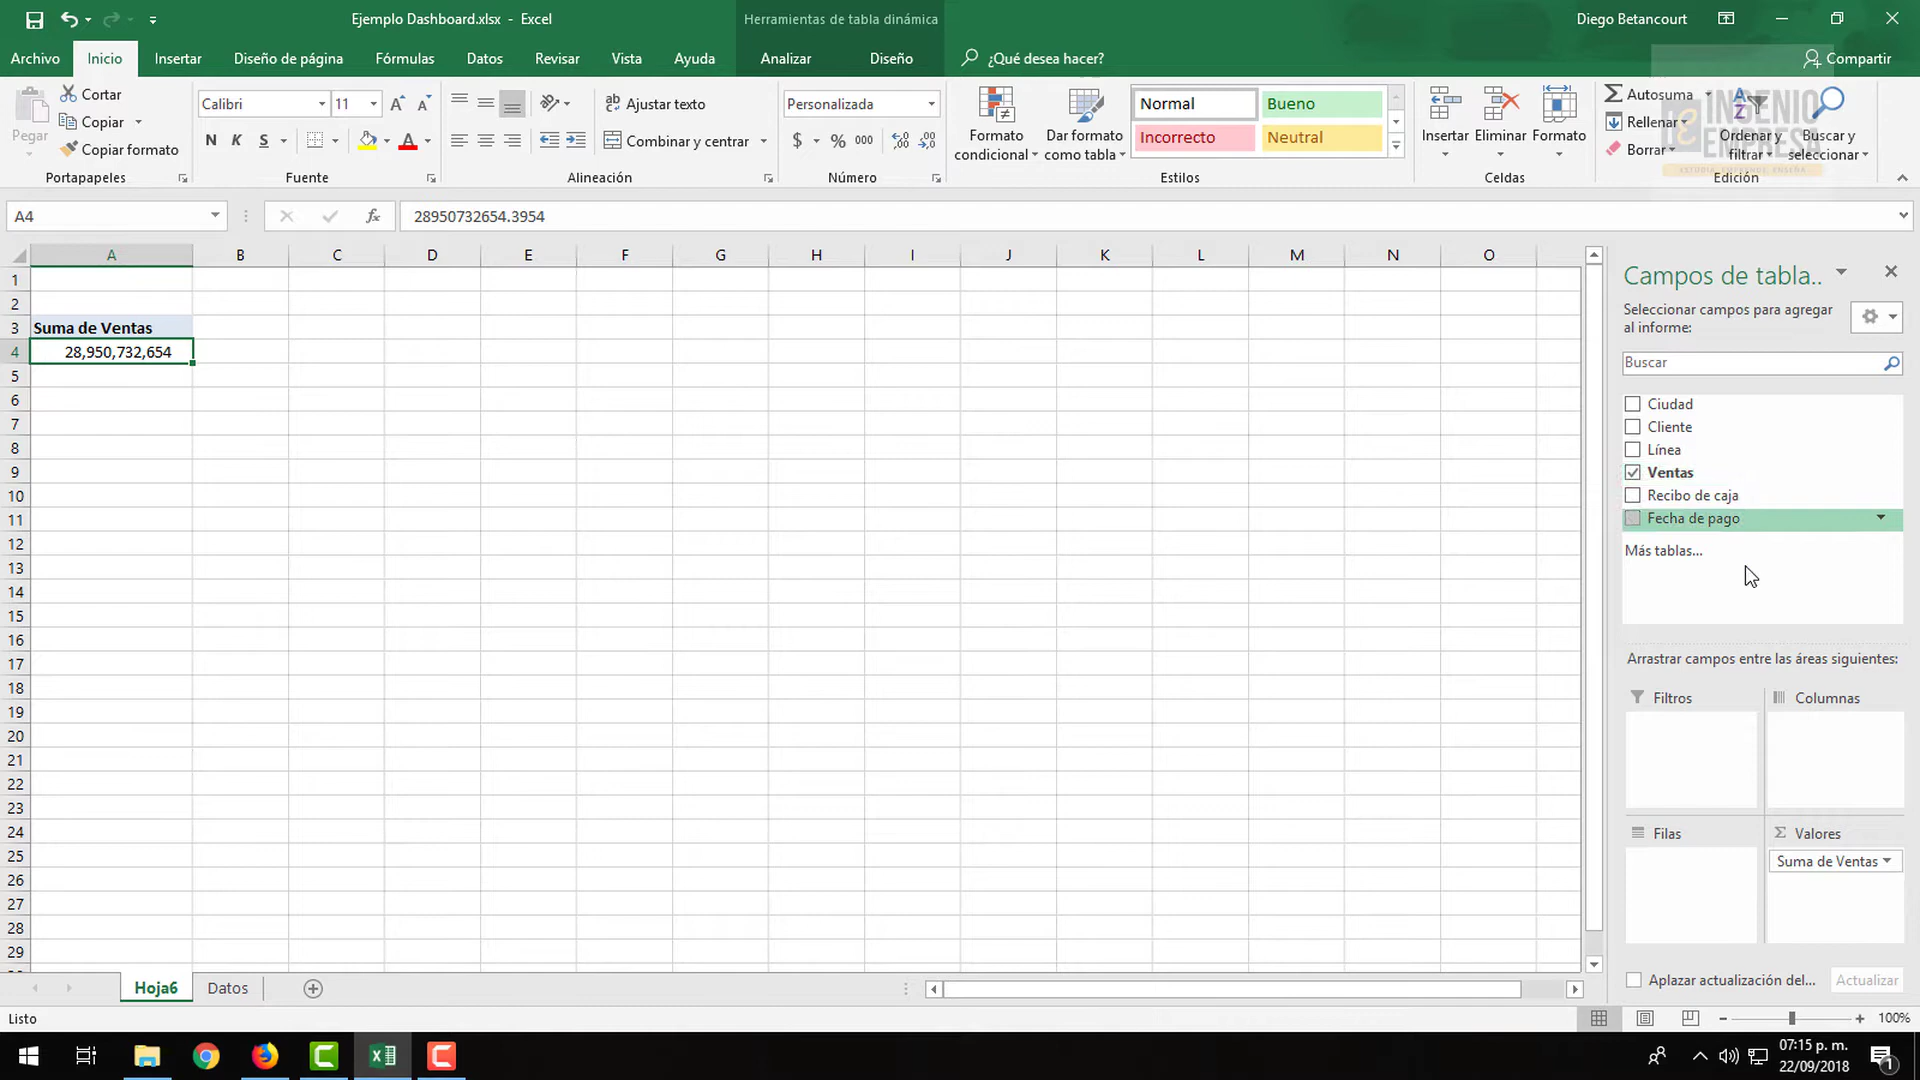 Ejemplo Dashboard.xlsx - Excel
Herramientas de tabla dinámica
Diego Betancourt
Archivo Inicio Insertar Diseño de página Fórmulas Datos Revisar Vista Ayuda Analizar Diseño ¿Qué desea hacer? Compartir
Pegar
Cortar
Copiar
Copiar formato
Portapapeles
Calibri 11
N K S
Fuente
Ajustar texto
Combinar y centrar
Alineación
Personalizada
$ % 000
Número
Formato condicional
Dar formato como tabla
Normal Bueno
Incorrecto Neutral
Estilos
Insertar Eliminar Formato
Celdas
Autosuma
Rellenar
Borrar
Ordenar y filtrar
Buscar y seleccionar
Edición
INGENIO
EMPRESA
A4
fx
28950732654.3954
A B C D E F G H I J K L M N O
1
2
3 Suma de Ventas
4 28,950,732,654
5
6
7
8
9
10
11
12
13
14
15
16
17
18
19
20
21
22
23
24
25
26
27
28
29
Campos de tabla..
Seleccionar campos para agregar
al informe:
Buscar
Ciudad
Cliente
Línea
Ventas
Recibo de caja
Fecha de pago
Más tablas...
Arrastrar campos entre las áreas siguientes:
Filtros
Columnas
Filas
Σ Valores
Suma de Ventas
Aplazar actualización del...
Actualizar
Hoja6 Datos
Listo
100%
07:15 p. m.
22/09/2018
1